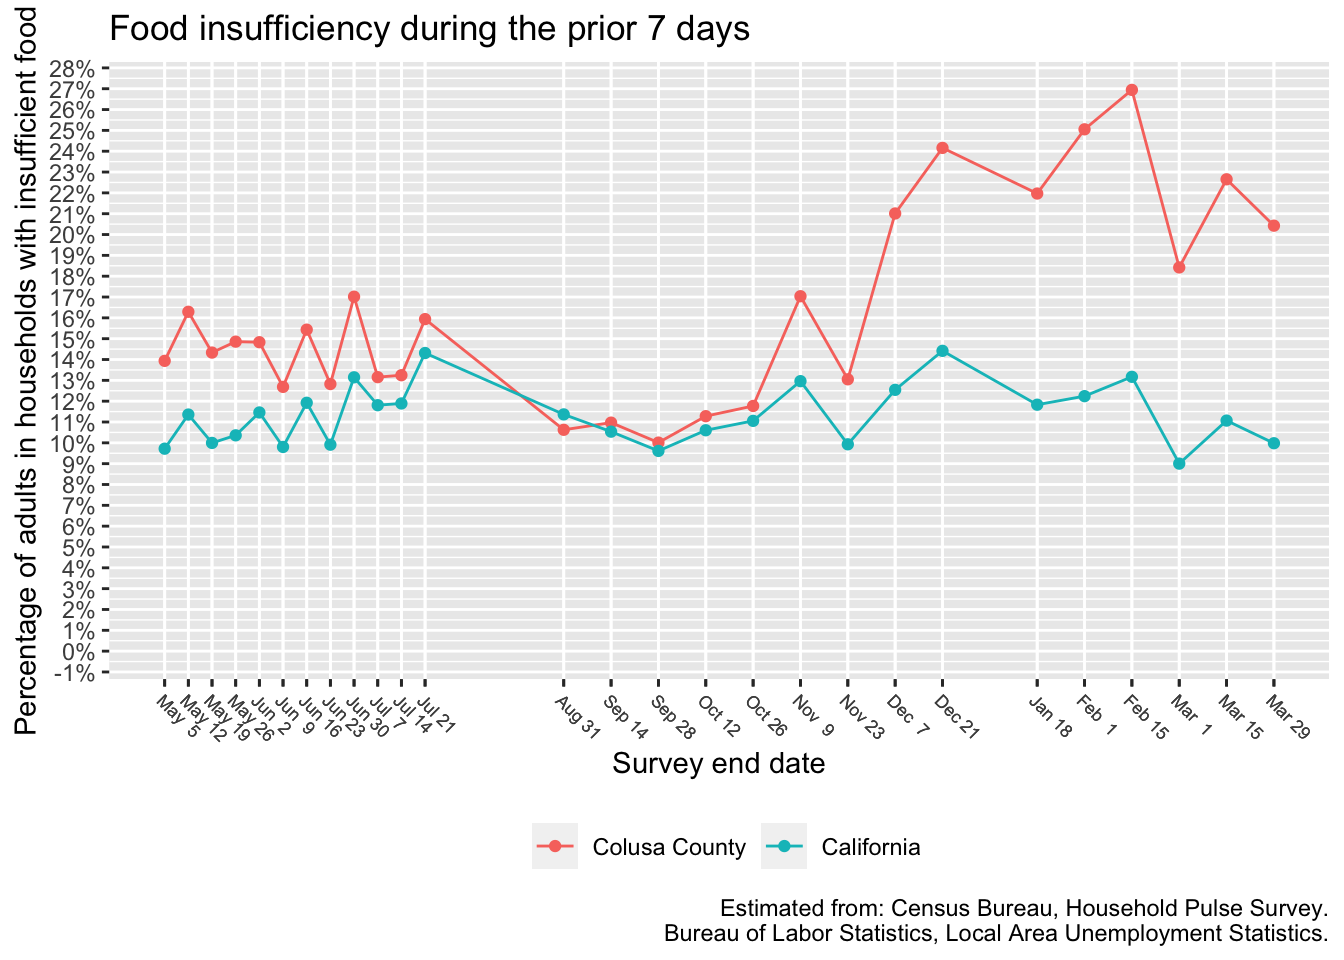 Food insufficiency during the prior 7 days
Percentage of adults in households with insufficient food
28%
27%
26%
25%
24%
23%
22%
21%
20%
19%
18%
17%
16%
15%
14%
13%
12%
11%
10%
9%
8%
7%
6%
5%
4%
3%
2%
1%
0%
-1%
May 5
May 12
May 19
May 26
Jun 2
Jun 9
Jun 16
Jun 23
Jun 30
Jul 7
Jul 14
Jul 21
Aug 31
Sep 14
Sep 28
Oct 12
Oct 26
Nov 9
Nov 23
Dec 7
Dec 21
Jan 18
Feb 1
Feb 15
Mar 1
Mar 15
Mar 29
Survey end date
Colusa County
California
Estimated from: Census Bureau, Household Pulse Survey.
Bureau of Labor Statistics, Local Area Unemployment Statistics.